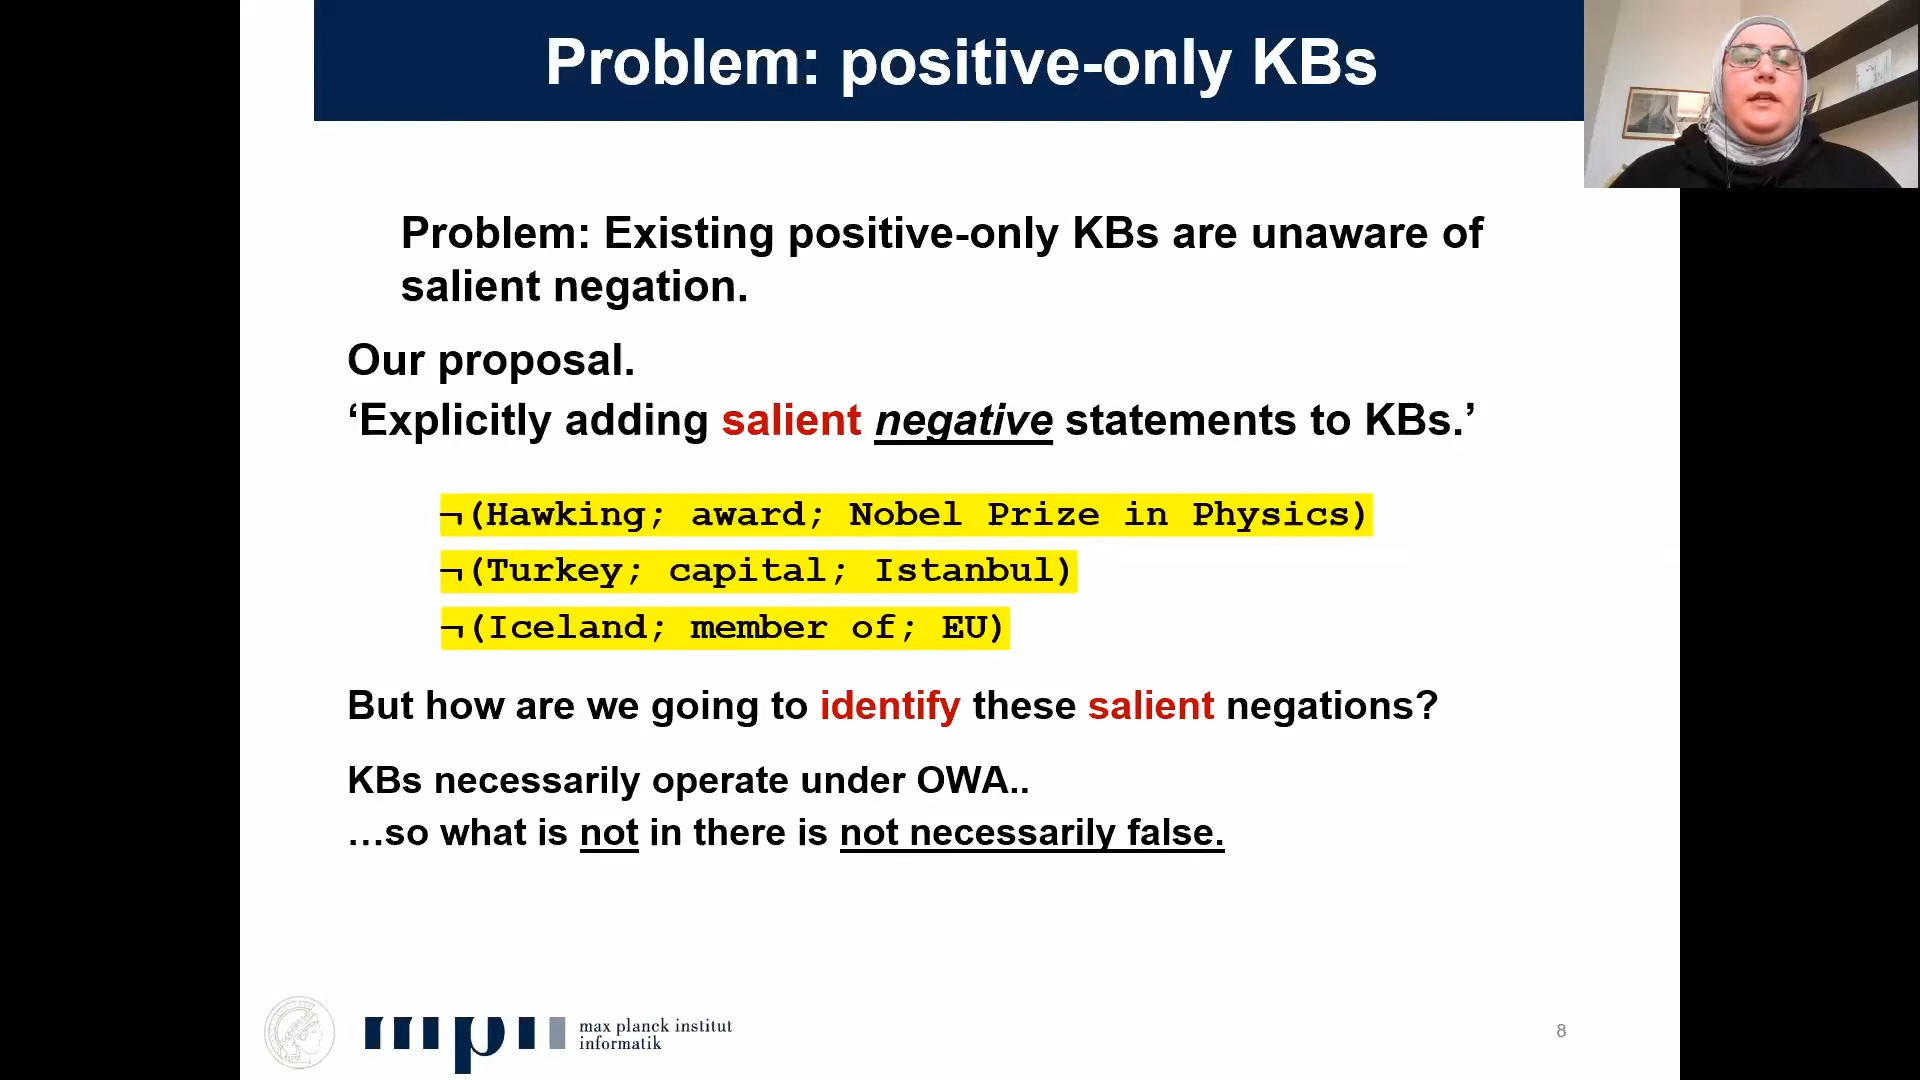 Problem: positive-only KBs
Problem: Existing positive-only KBs are unaware of
salient negation.
Our proposal.
‘Explicitly adding salient negative statements to KBs.’
¬(Hawking; award; Nobel Prize in Physics)
¬(Turkey; capital; Istanbul)
¬(Iceland; member of; EU)
But how are we going to identify these salient negations?
KBs necessarily operate under OWA..
…so what is not in there is not necessarily false.
mpii
max planck institut
informatik
8